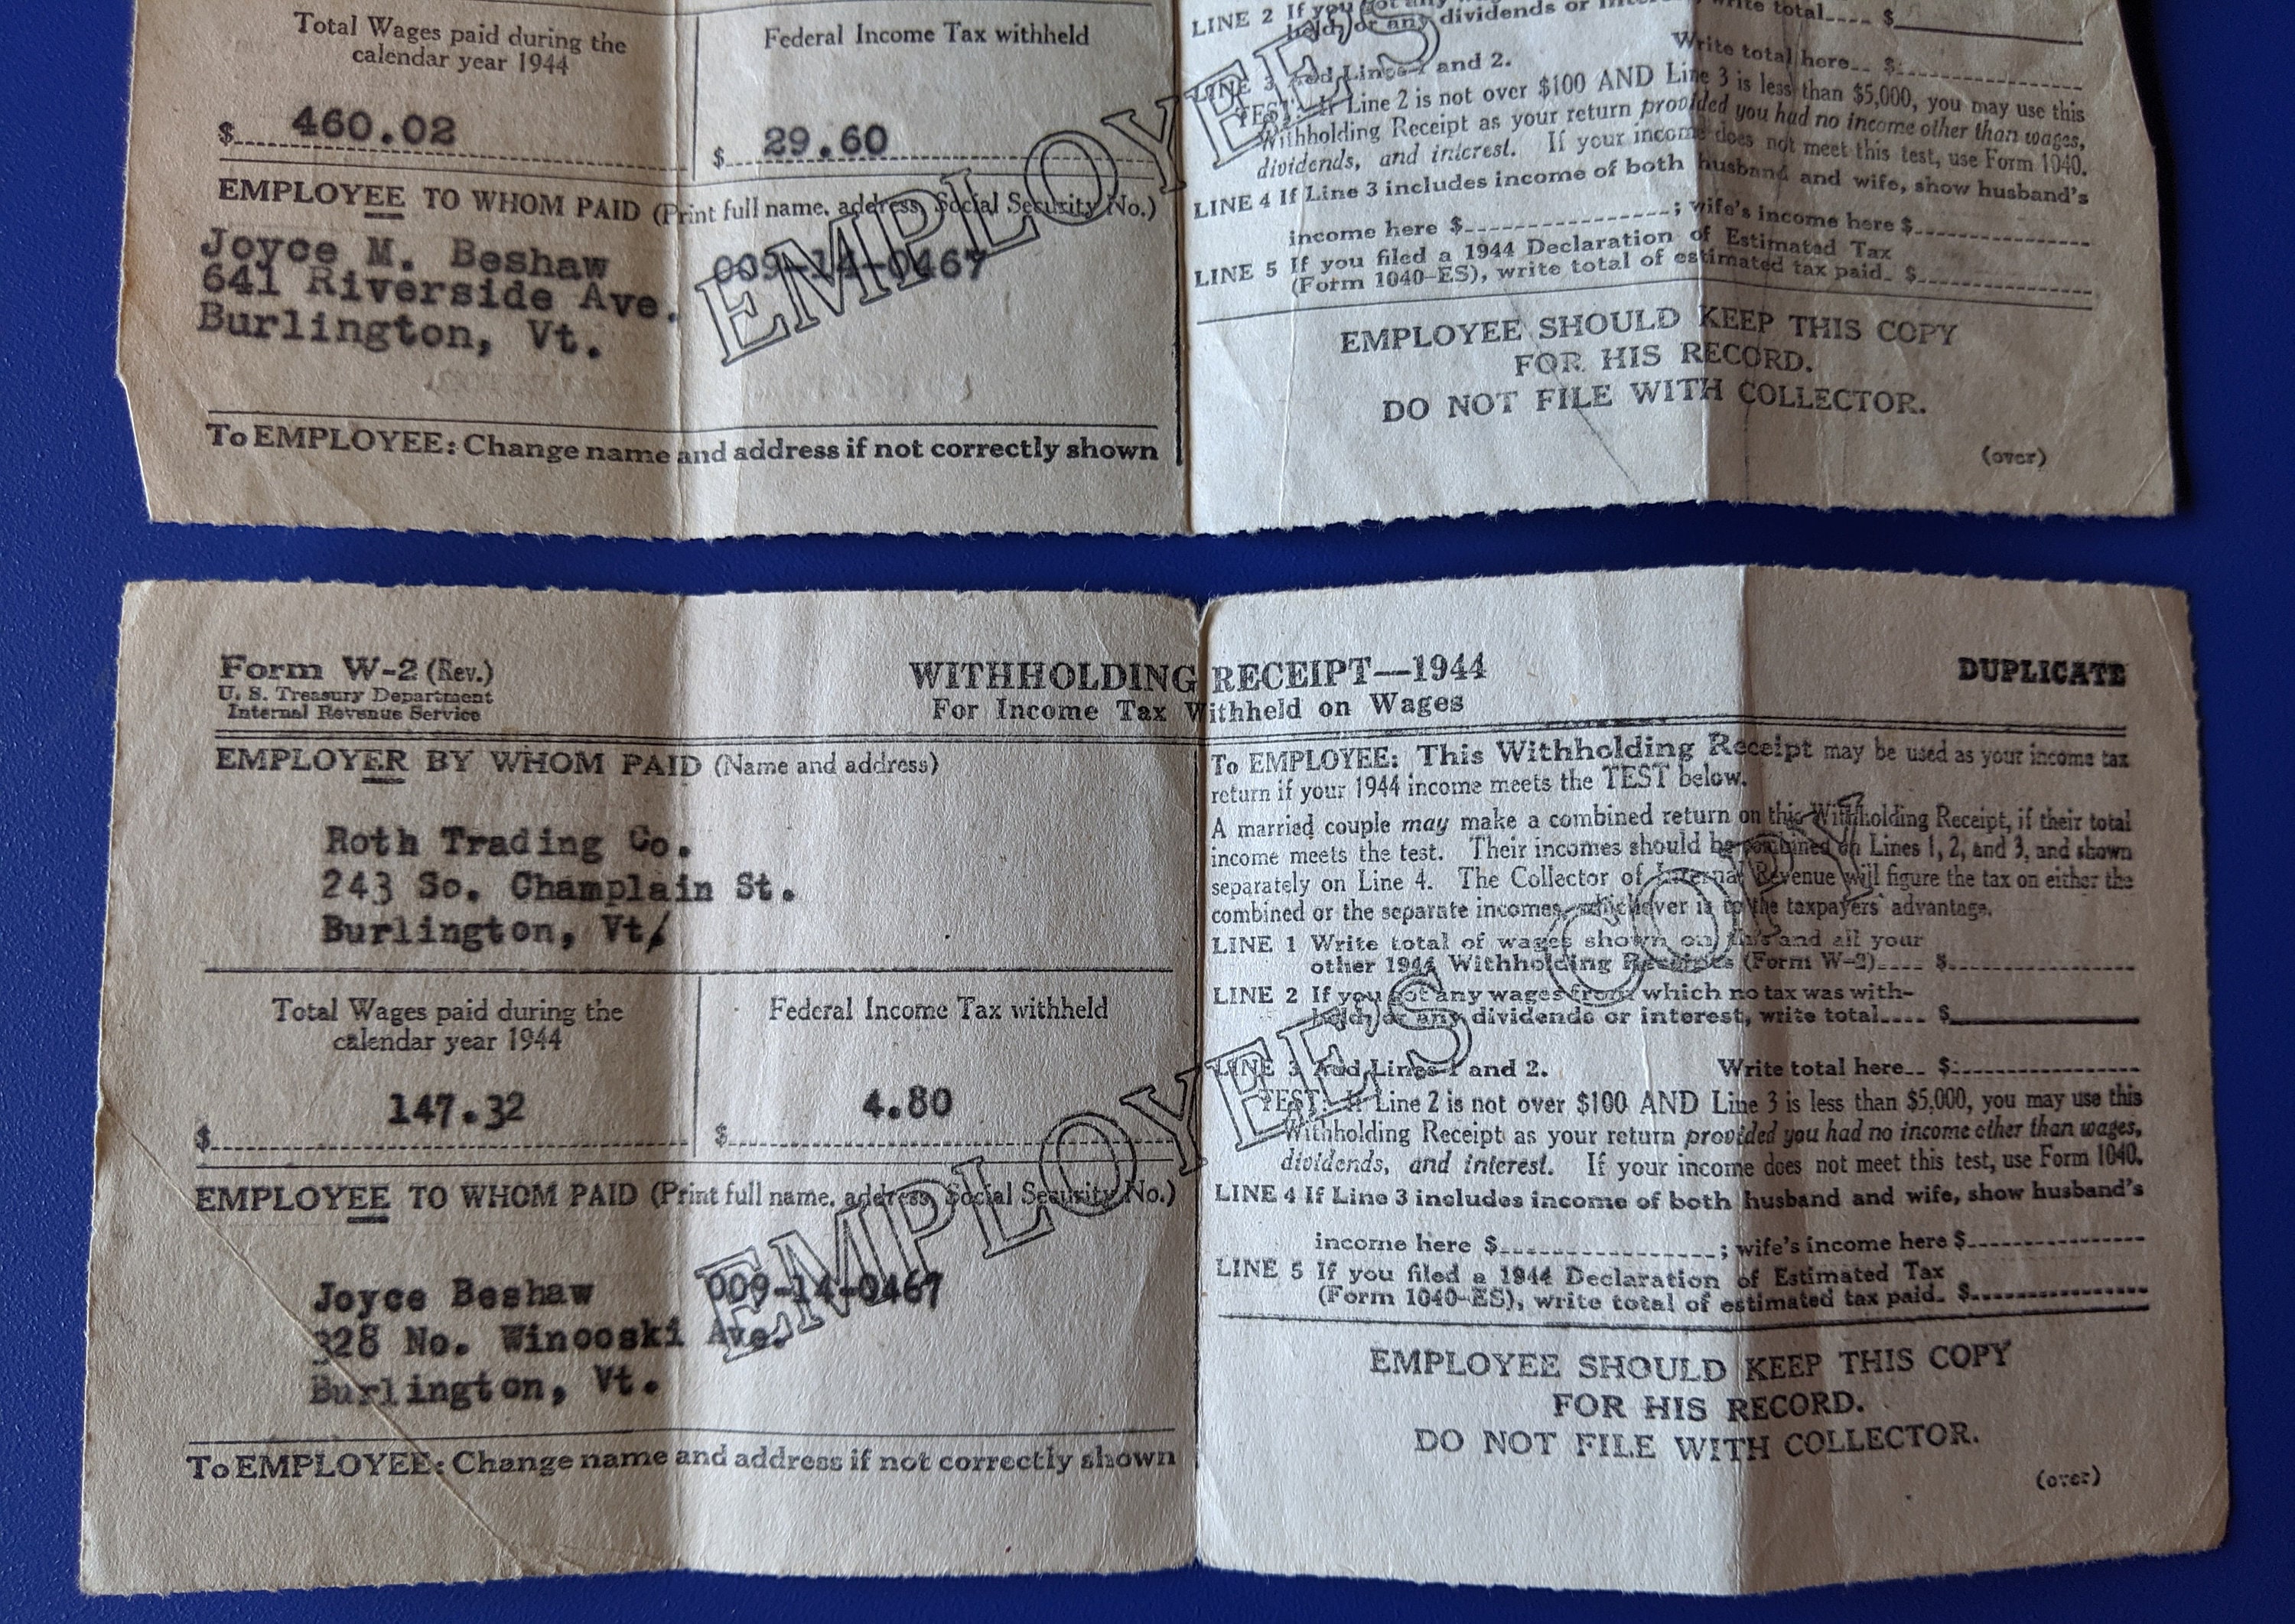 Total Wages paid during the
calendar year 1944
$ 460.02
Federal Income Tax withheld
$ 29.60
EMPLOYEE TO WHOM PAID (Print full name, address, Social Security No.)
Joyce M. Beshaw 009-14-0467
641 Riverside Ave.
Burlington, Vt.
To EMPLOYEE: Change name and address if not correctly shown
EMPLOYEE'S
LINE 2 If you got any
held, or any dividends or write total.... $
LINE 3 Add Lines 1 and 2. Write total here.. $
TEST: If Line 2 is not over $100 AND Line 3 is less than $5,000, you may use this
Withholding Receipt as your return provided you had no income other than wages,
dividends, and interest. If your income does not meet this test, use Form 1040.
LINE 4 If Line 3 includes income of both husband and wife, show husband's
income here $ ; wife's income here $
LINE 5 If you filed a 1944 Declaration of Estimated Tax
(Form 1040-ES), write total of estimated tax paid. $
EMPLOYEE SHOULD KEEP THIS COPY
FOR HIS RECORD.
DO NOT FILE WITH COLLECTOR.
(over)
Form W-2 (Rev.)
U. S. Treasury Department
Internal Revenue Service
WITHHOLDING RECEIPT—1944
For Income Tax Withheld on Wages
DUPLICATE
EMPLOYER BY WHOM PAID (Name and address)
Roth Trading Co.
243 So. Champlain St.
Burlington, Vt/
Total Wages paid during the
calendar year 1944
$ 147.32
Federal Income Tax withheld
$ 4.80
EMPLOYEE TO WHOM PAID (Print full name, address, Social Security No.)
Joyce Beshaw 009-14-0467
328 No. Winooski Ave.
Burlington, Vt.
To EMPLOYEE: Change name and address if not correctly shown
EMPLOYEE'S COPY
To EMPLOYEE: This Withholding Receipt may be used as your income tax
return if your 1944 income meets the TEST below.
A married couple may make a combined return on this Withholding Receipt, if their total
income meets the test. Their incomes should be combined on Lines 1, 2, and 3, and shown
separately on Line 4. The Collector of Internal Revenue will figure the tax on either the
combined or the separate incomes, whichever is to the taxpayers' advantage.
LINE 1 Write total of wages shown on this and all your
other 1944 Withholding Receipts (Form W-2).... $
LINE 2 If you got any wages from which no tax was with-
held, or any dividends or interest, write total.... $
LINE 3 Add Lines 1 and 2. Write total here.. $
TEST: If Line 2 is not over $100 AND Line 3 is less than $5,000, you may use this
Withholding Receipt as your return provided you had no income other than wages,
dividends, and interest. If your income does not meet this test, use Form 1040.
LINE 4 If Line 3 includes income of both husband and wife, show husband's
income here $ ; wife's income here $
LINE 5 If you filed a 1944 Declaration of Estimated Tax
(Form 1040-ES), write total of estimated tax paid. $
EMPLOYEE SHOULD KEEP THIS COPY
FOR HIS RECORD.
DO NOT FILE WITH COLLECTOR.
(over)